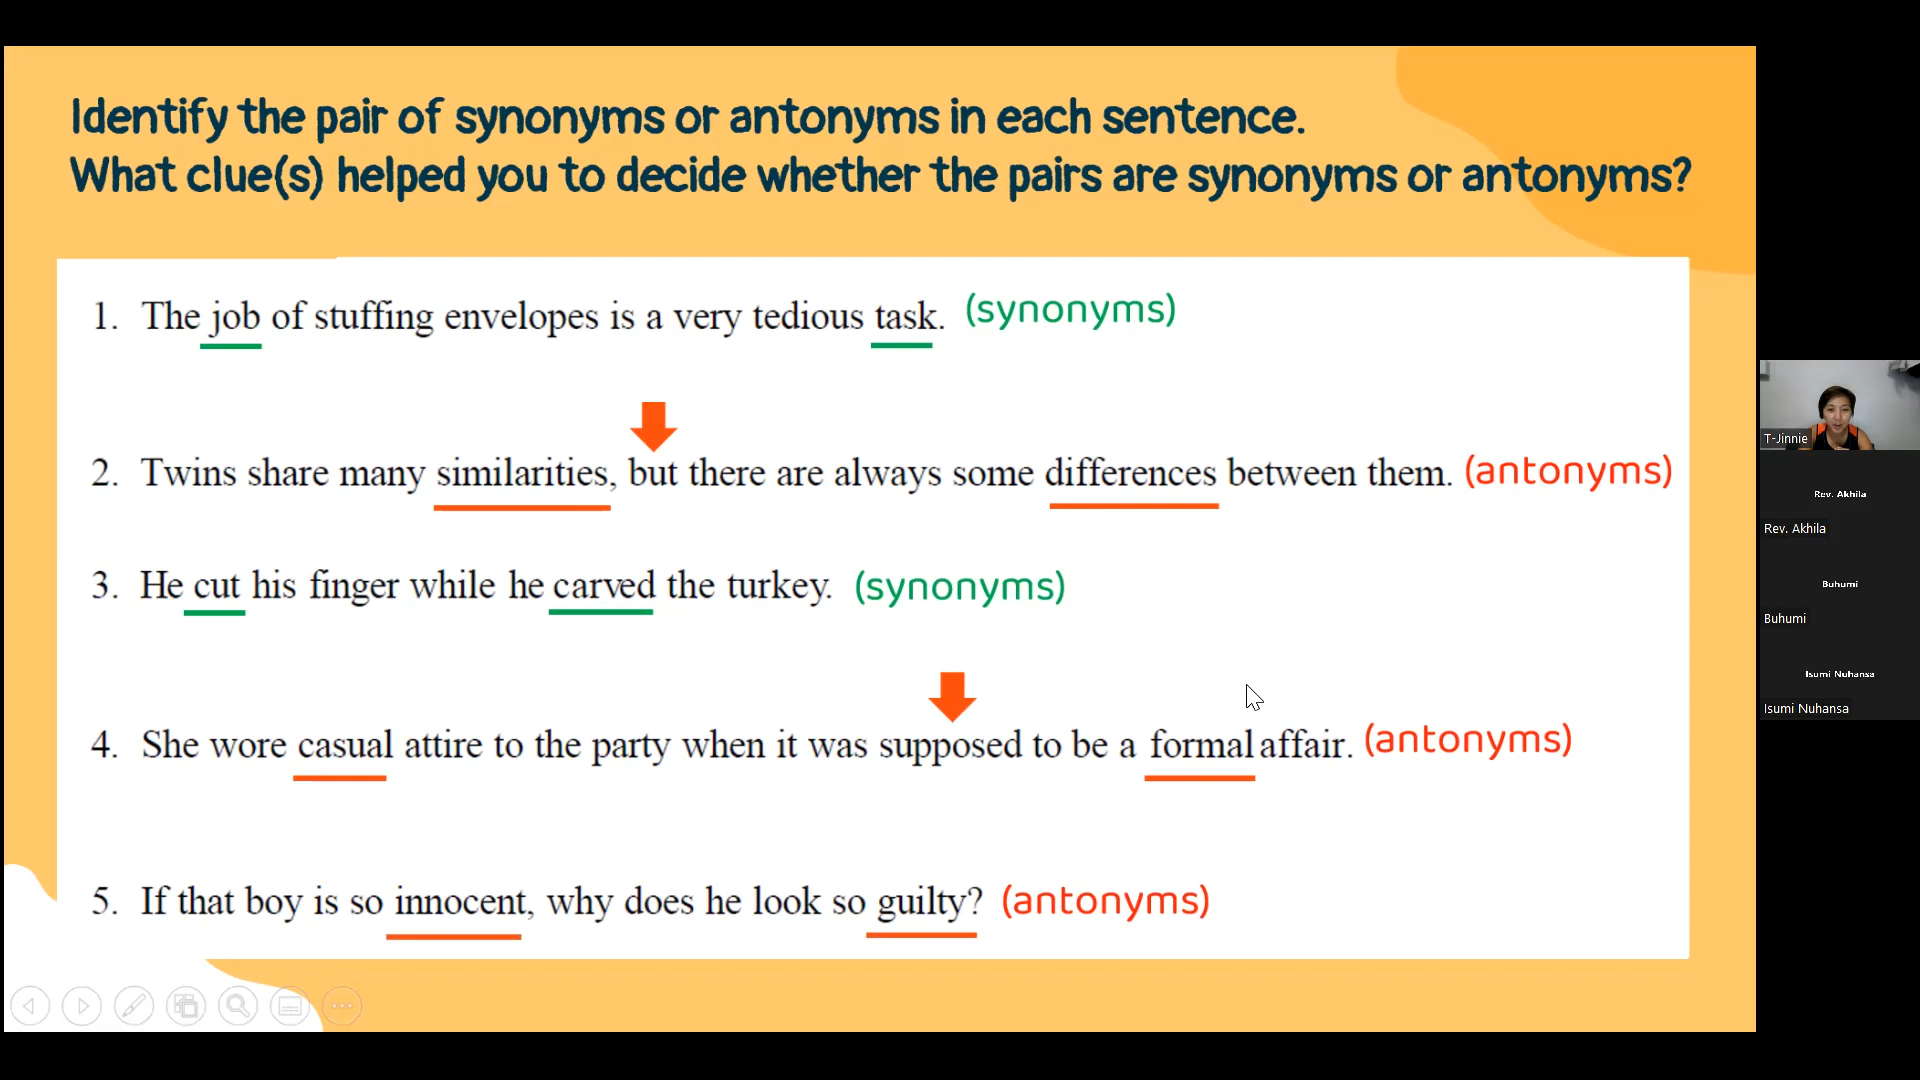 Identify the pair of synonyms or antonyms in each sentence.
What clue(s) helped you to decide whether the pairs are synonyms or antonyms?
1. The job of stuffing envelopes is a very tedious task. (synonyms)
2. Twins share many similarities, but there are always some differences between them. (antonyms)
3. He cut his finger while he carved the turkey. (synonyms)
4. She wore casual attire to the party when it was supposed to be a formal affair. (antonyms)
5. If that boy is so innocent, why does he look so guilty? (antonyms)
T-Jinnie
Rev. Akhila
Rev. Akhila
Buhumi
Buhumi
Isumi Nuhansa
Isumi Nuhansa